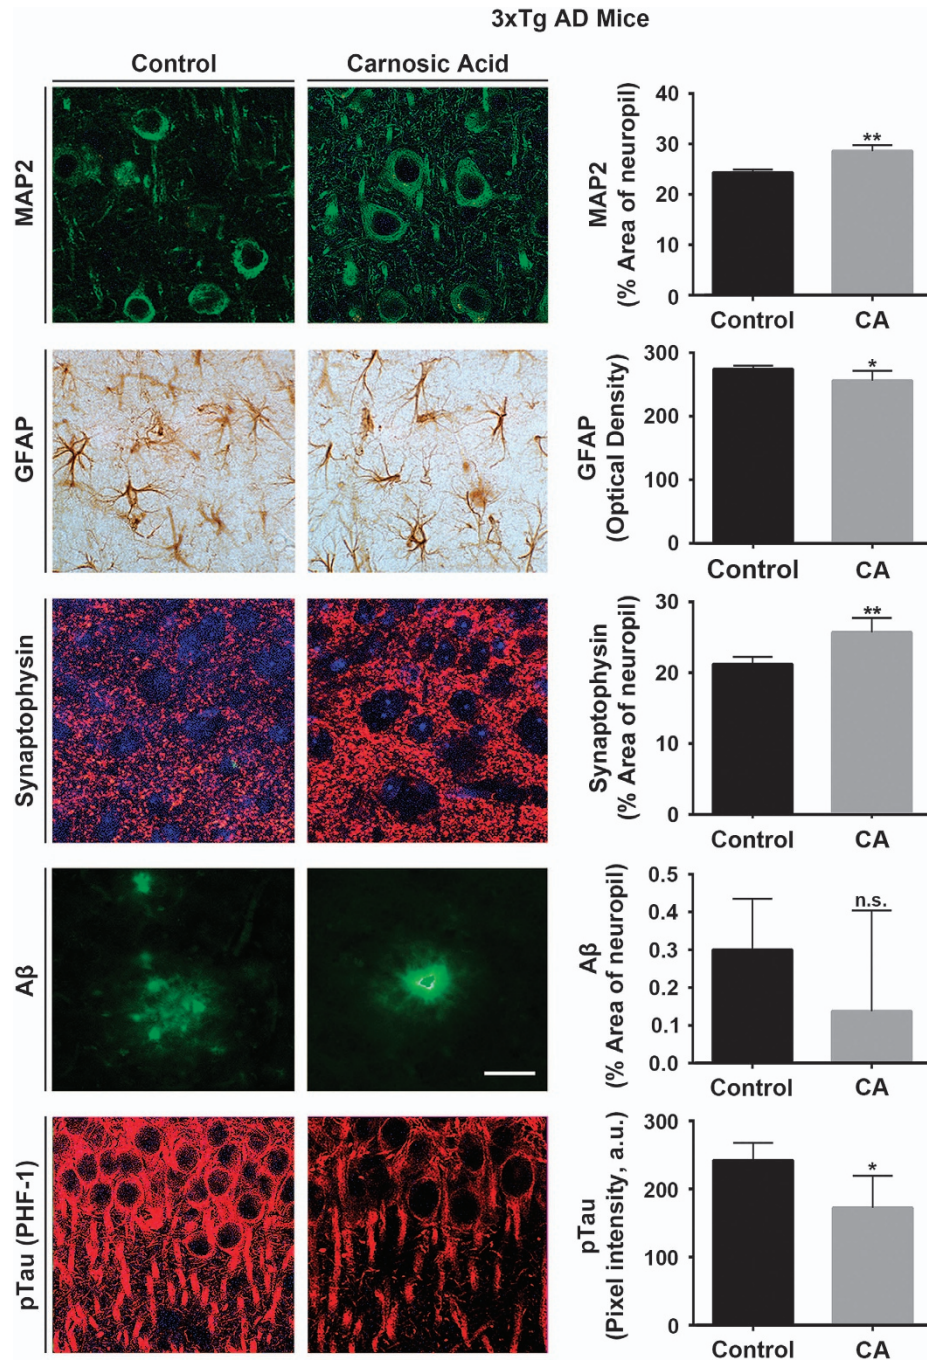 3xTg AD Mice
Control
Carnosic Acid
MAP2
MAP2
(% Area of neuropil)
40
30
20
10
0
**
Control
CA
GFAP
GFAP
(Optical Density)
300
200
100
0
*
Control
CA
Synaptophysin
Synaptophysin
(% Area of neuropil)
30
20
10
0
**
Control
CA
Aβ
Aβ
(% Area of neuropil)
0.5
0.4
0.3
0.2
0.1
0.0
n.s.
Control
CA
pTau (PHF-1)
pTau
(Pixel intensity, a.u.)
300
200
100
0
*
Control
CA